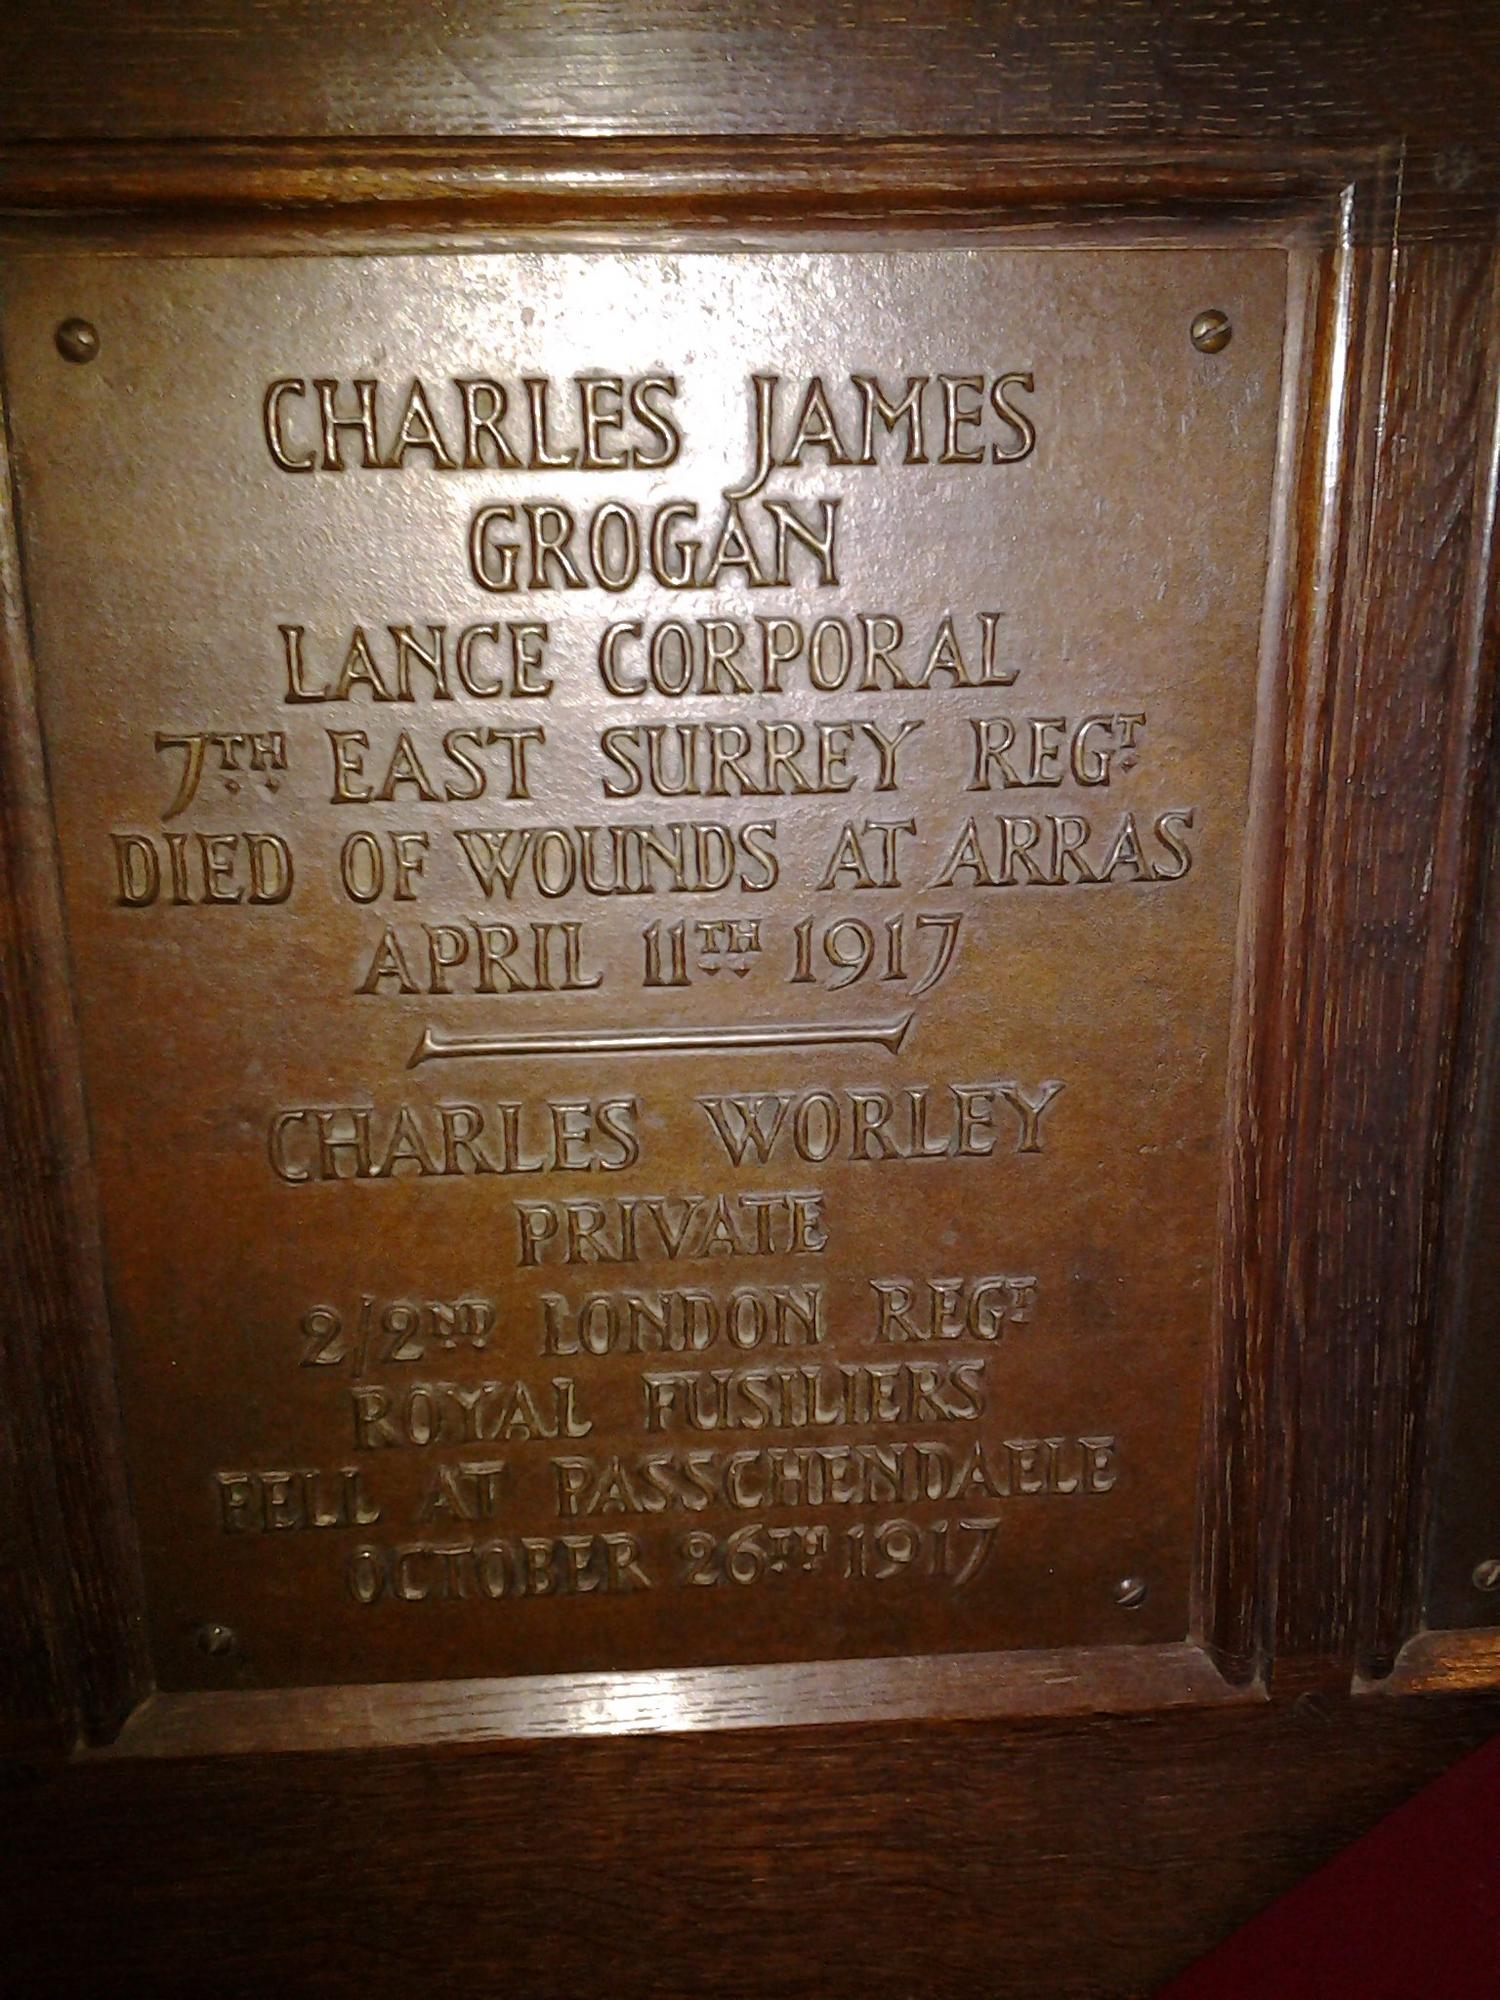 CHARLES JAMES
GROGAN
LANCE CORPORAL
7TH EAST SURREY REGT
DIED OF WOUNDS AT ARRAS
APRIL 11TH 1917
CHARLES WORLEY
PRIVATE
2/2ND LONDON REGT
ROYAL FUSILIERS
FELL AT PASSCHENDAELE
OCTOBER 26TH 1917